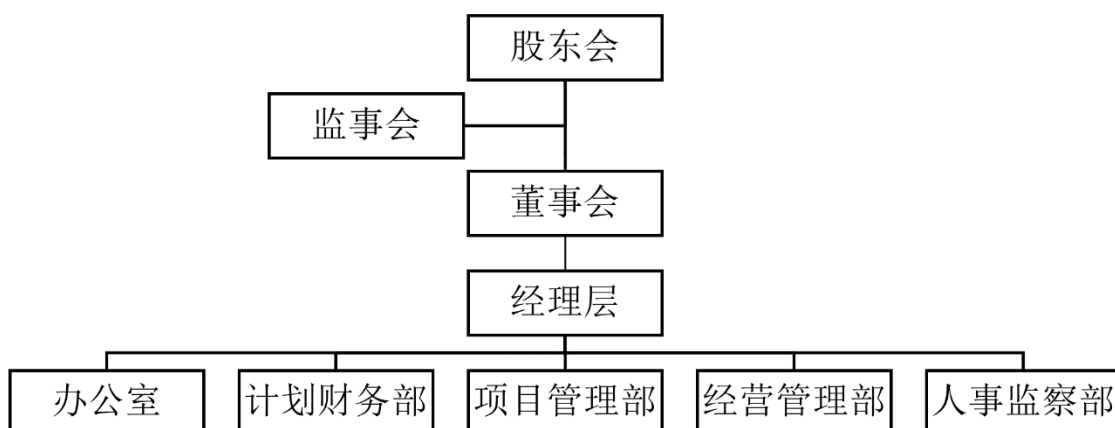 股东会
监事会
董事会
经理层
办公室
计划财务部
项目管理部
经营管理部
人事监察部